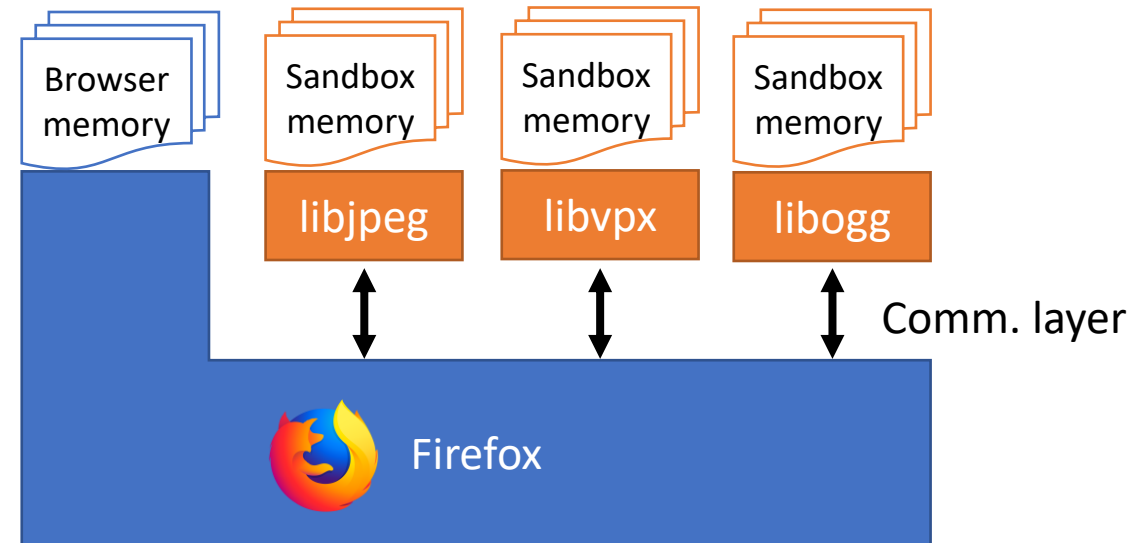 Browser
memory
Sandbox
memory
Sandbox
memory
Sandbox
memory
libjpeg
libvpx
libogg
Comm. layer
Firefox